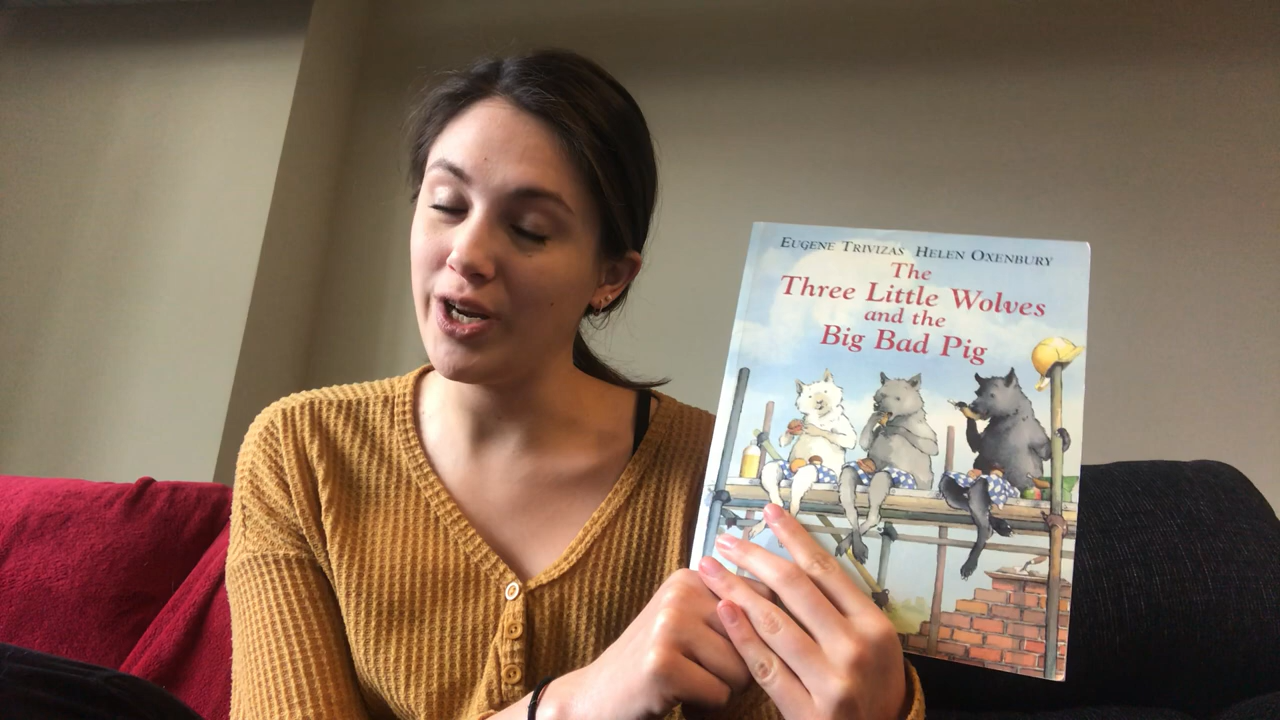 EUGENE TRIVIZAS HELEN OXENBURY
The
Three Little Wolves
and the
Big Bad Pig